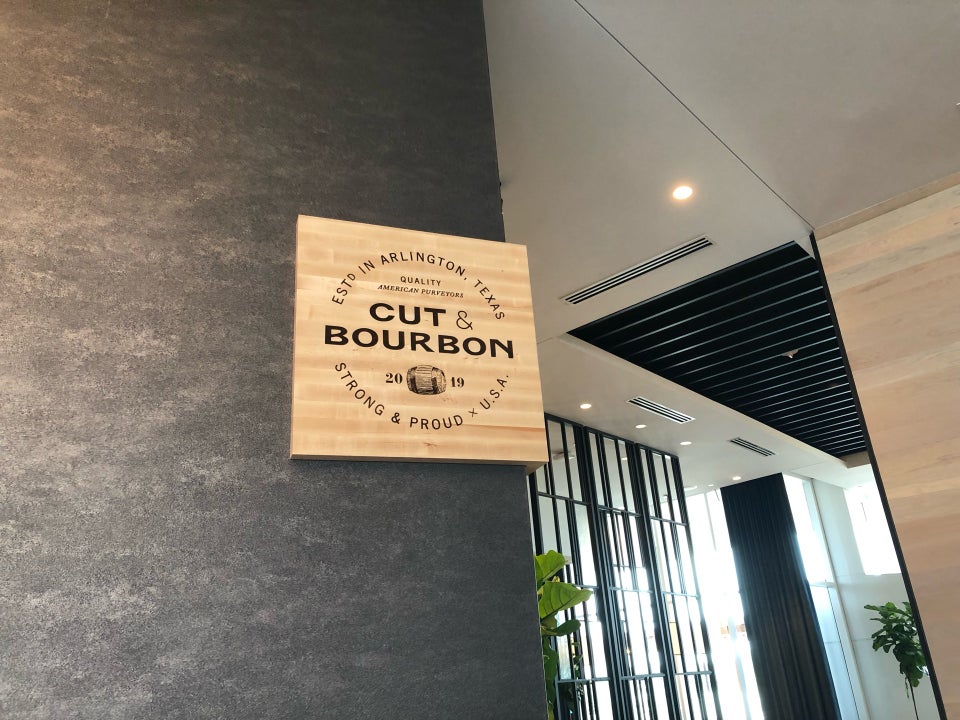 ESTD IN ARLINGTON, TEXAS
QUALITY
AMERICAN PURVEYORS
CUT &
BOURBON
20 19
STRONG & PROUD × U.S.A.